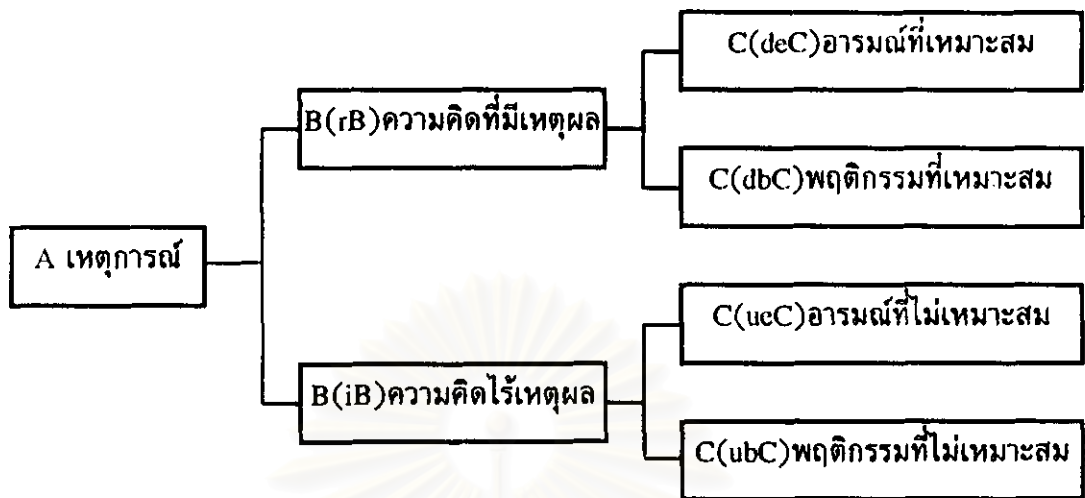 C(deC)อารมณ์ที่เหมาะสม
B(rB)ความคิดที่มีเหตุผล
C(dbC)พฤติกรรมที่เหมาะสม
A เหตุการณ์
C(ueC)อารมณ์ที่ไม่เหมาะสม
B(iB)ความคิดไร้เหตุผล
C(ubC)พฤติกรรมที่ไม่เหมาะสม